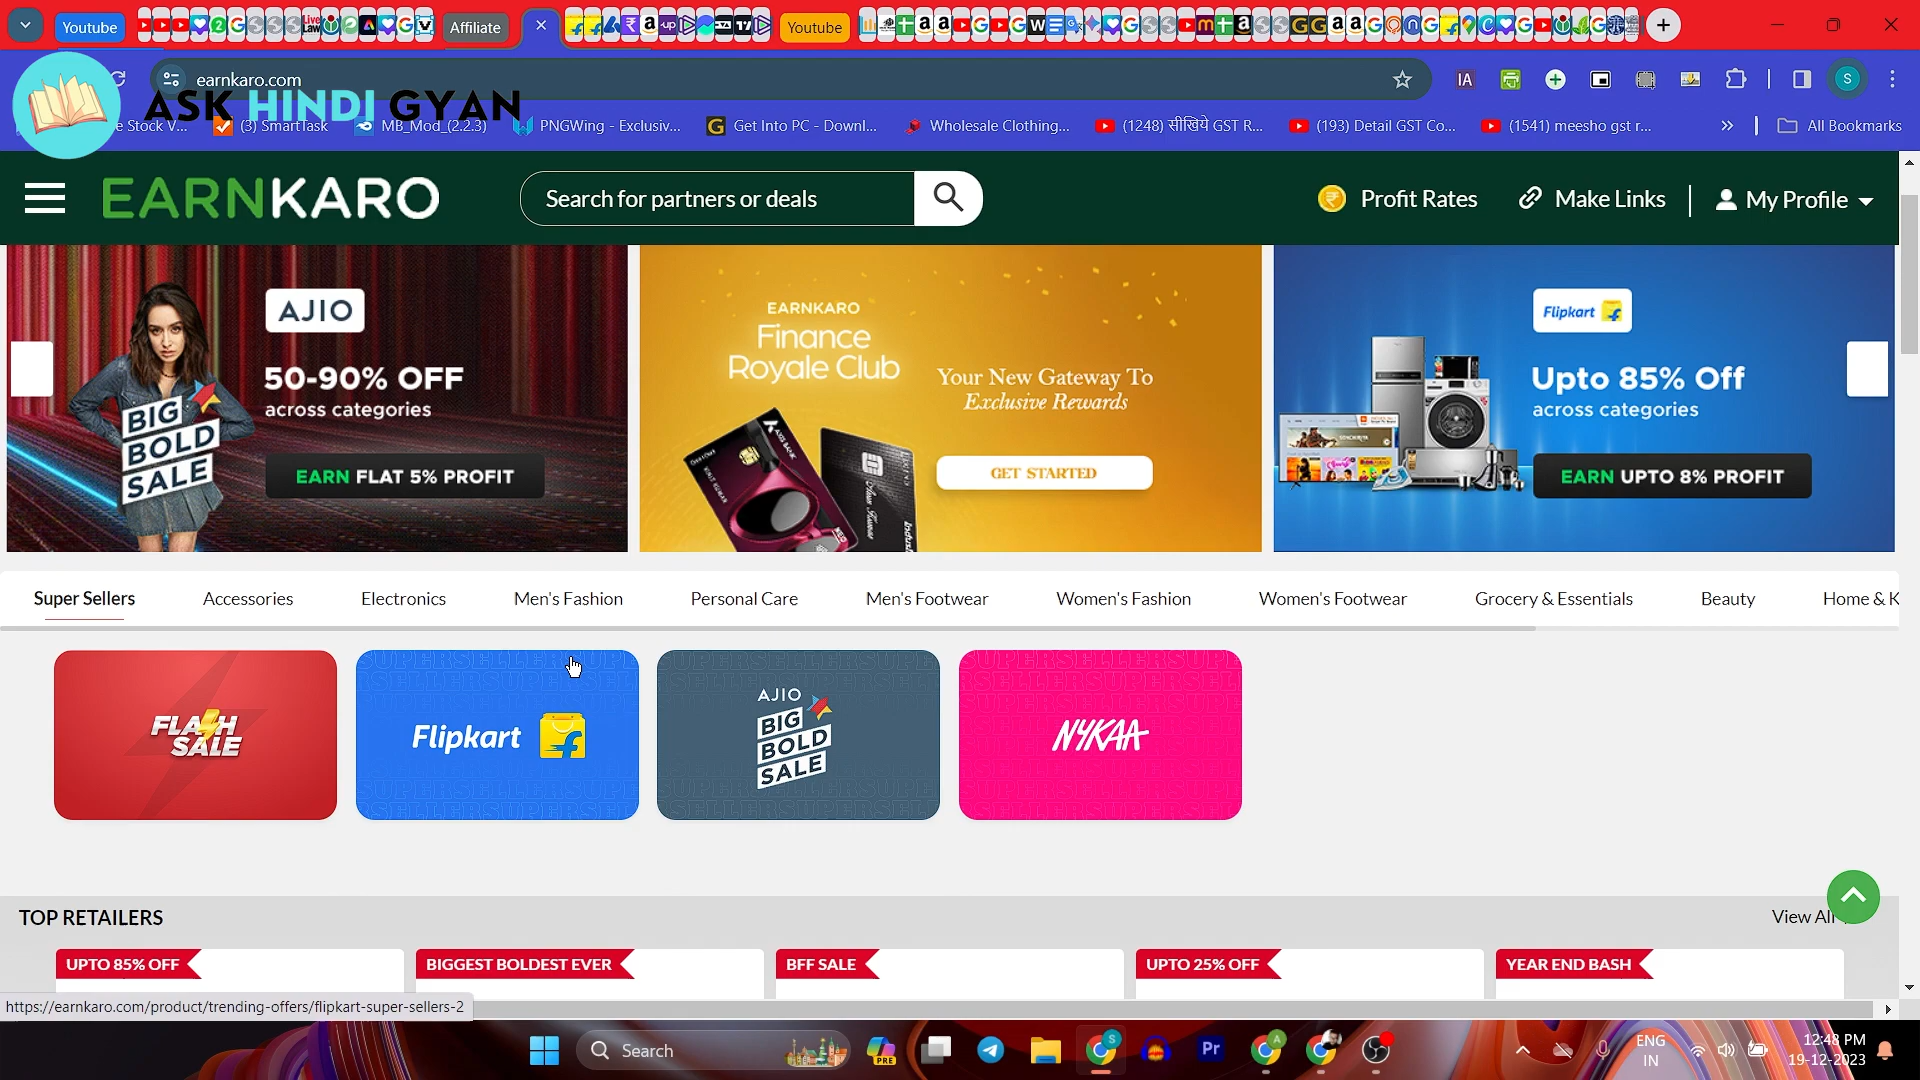 Youtube
Affiliate
Youtube
earnkaro.com
ASK HINDI GYAN
e Stock V...
(3) SmartTask
MB_Mod_(2.2.3)
PNGWing - Exclusiv...
Get Into PC - Downl...
Wholesale Clothing...
(1248) सीखिये GST R...
(193) Detail GST Co...
(1541) meesho gst r...
All Bookmarks
EARNKARO
Search for partners or deals
Profit Rates
Make Links
My Profile
AJIO
50-90% OFF
across categories
BIG
BOLD
SALE
EARN FLAT 5% PROFIT
EARNKARO
Finance
Royale Club
Your New Gateway To
Exclusive Rewards
GET STARTED
Flipkart
Upto 85% Off
across categories
EARN UPTO 8% PROFIT
Super Sellers
Accessories
Electronics
Men's Fashion
Personal Care
Men's Footwear
Women's Fashion
Women's Footwear
Grocery & Essentials
Beauty
Home & K
FLASH
SALE
Flipkart
AJIO
BIG
BOLD
SALE
NYKAA
TOP RETAILERS
View All
UPTO 85% OFF
BIGGEST BOLDEST EVER
BFF SALE
UPTO 25% OFF
YEAR END BASH
https://earnkaro.com/product/trending-offers/flipkart-super-sellers-2
Search
PRE
Pr
ENG
IN
12:48 PM
19-12-2023